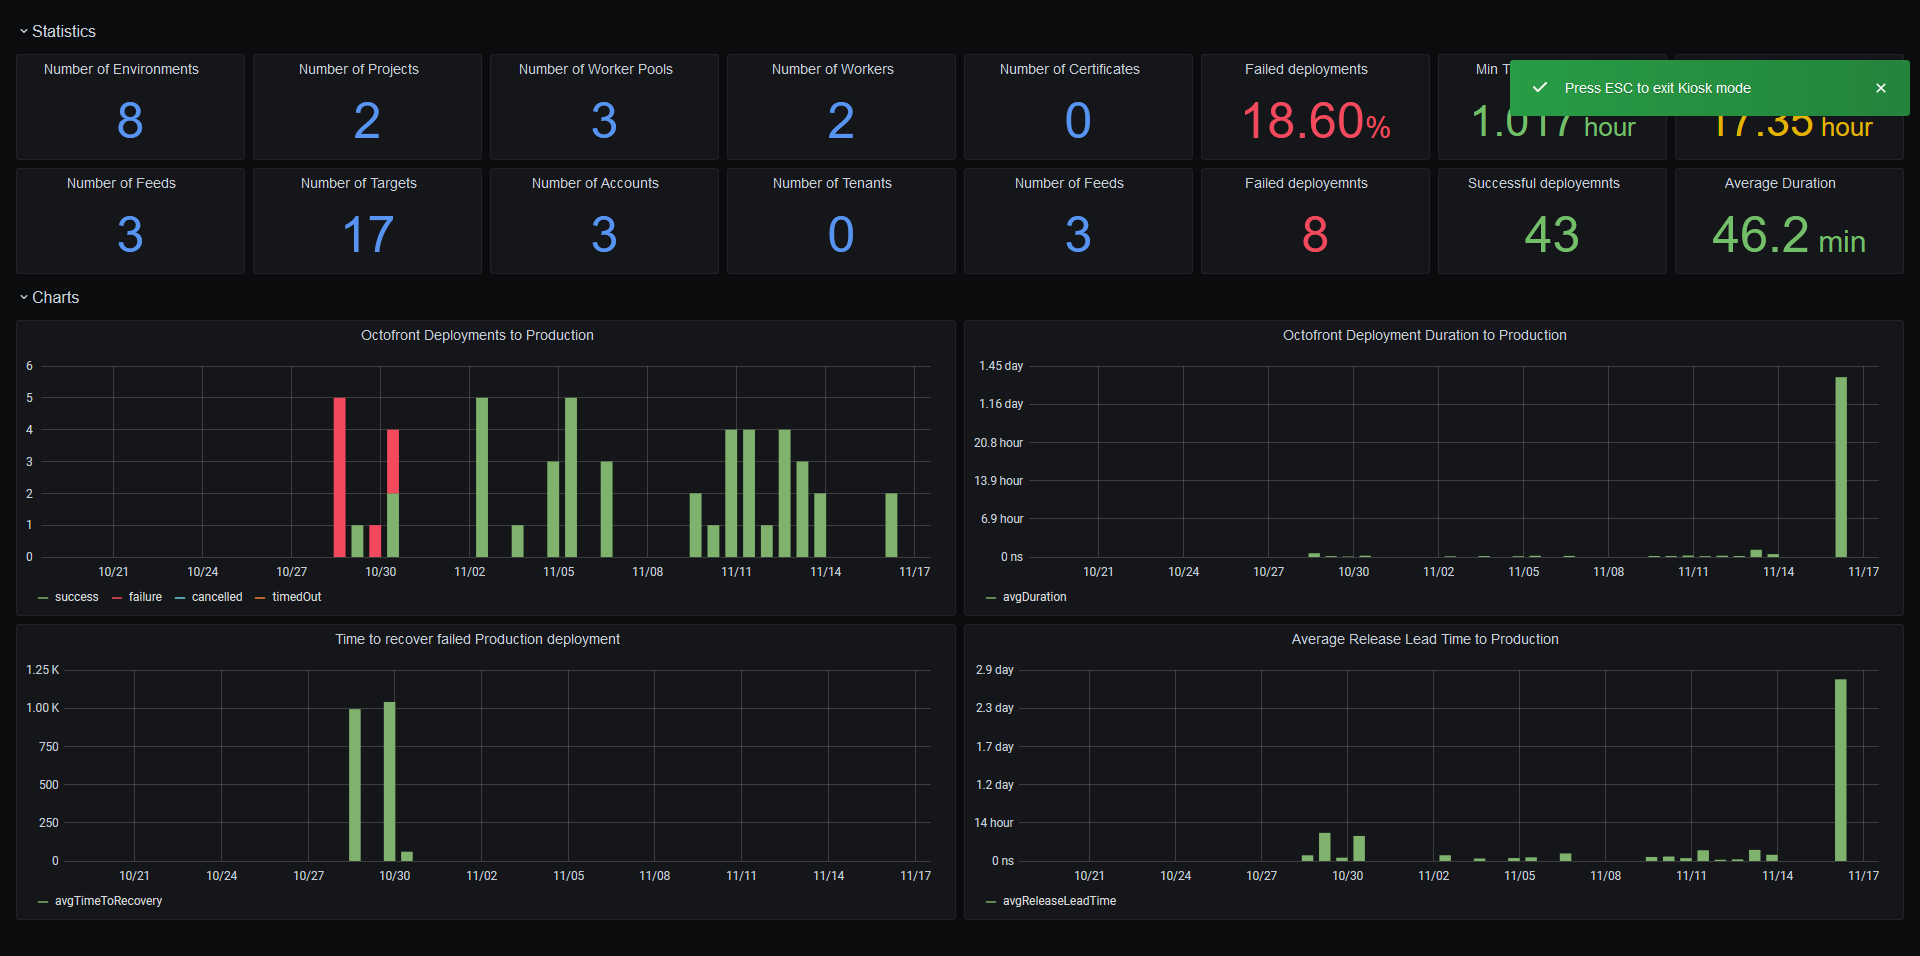 Statistics
Number of Environments
8
Number of Projects
2
Number of Worker Pools
3
Number of Workers
2
Number of Certificates
0
Failed deployments
18.60%
Min T
1.017 hour
17.35 hour
Press ESC to exit Kiosk mode
Number of Feeds
3
Number of Targets
17
Number of Accounts
3
Number of Tenants
0
Number of Feeds
3
Failed deployemnts
8
Successful deployemnts
43
Average Duration
46.2 min
Charts
Octofront Deployments to Production
6
5
4
3
2
1
0
10/21 10/24 10/27 10/30 11/02 11/05 11/08 11/11 11/14 11/17
success failure cancelled timedOut
Octofront Deployment Duration to Production
1.45 day
1.16 day
20.8 hour
13.9 hour
6.9 hour
0 ns
10/21 10/24 10/27 10/30 11/02 11/05 11/08 11/11 11/14 11/17
avgDuration
Time to recover failed Production deployment
1.25 K
1.00 K
750
500
250
0
10/21 10/24 10/27 10/30 11/02 11/05 11/08 11/11 11/14 11/17
avgTimeToRecovery
Average Release Lead Time to Production
2.9 day
2.3 day
1.7 day
1.2 day
14 hour
0 ns
10/21 10/24 10/27 10/30 11/02 11/05 11/08 11/11 11/14 11/17
avgReleaseLeadTime